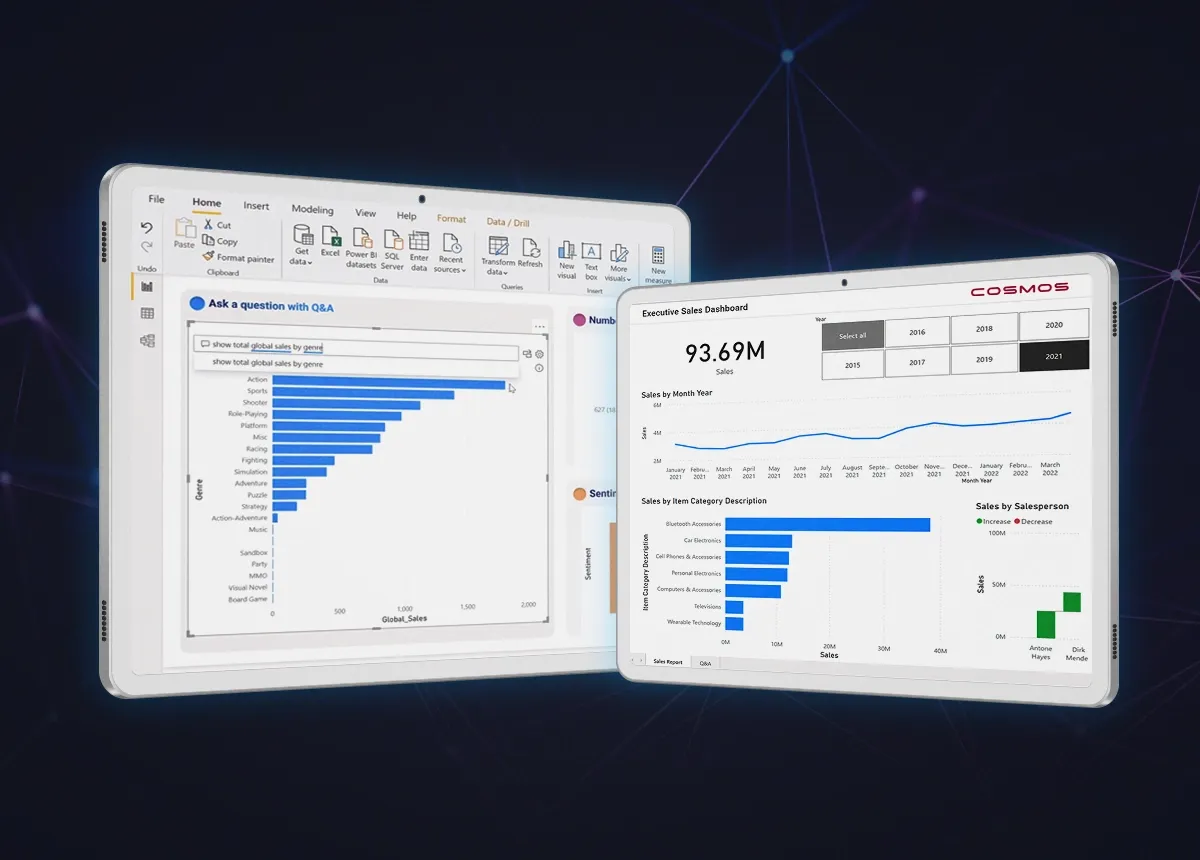 File Home Insert Modeling View Help Format Data / Drill
Undo
Paste
Cut
Copy
Format painter
Clipboard
Get data
Excel
Power BI datasets
SQL Server
Enter data
Recent sources
Data
Transform data
Refresh
Queries
New visual
Text box
More visuals
Insert
New measure
Ask a question with Q&A
show total global sales by genre
show total global sales by genre
Genre
Action
Sports
Shooter
Role-Playing
Platform
Misc
Racing
Fighting
Simulation
Adventure
Puzzle
Strategy
Action-Adventure
Music
Sandbox
Party
MMO
Visual Novel
Board Game
0 500 1,000 1,500 2,000
Global_Sales
Numb
627 (18.
Sentin
Sentiment
COSMOS
Executive Sales Dashboard
93.69M
Sales
Year
Select all 2016 2018 2020
2015 2017 2019 2021
Sales by Month Year
Sales
6M
4M
2M
January 2021
Febru... 2021
March 2021
April 2021
May 2021
June 2021
July 2021
August 2021
Septe... 2021
October 2021
Nove... 2021
Dece... 2021
January 2022
Febru... 2022
March 2022
Month Year
Sales by Item Category Description
Item Category Description
Bluetooth Accessories
Car Electronics
Cell Phones & Accessories
Personal Electronics
Computers & Accessories
Televisions
Wearable Technology
0M 10M 20M 30M 40M
Sales
Sales by Salesperson
Increase Decrease
Sales
100M
50M
0M
Antone Hayes
Dirk Mende
Sales Report Q&A